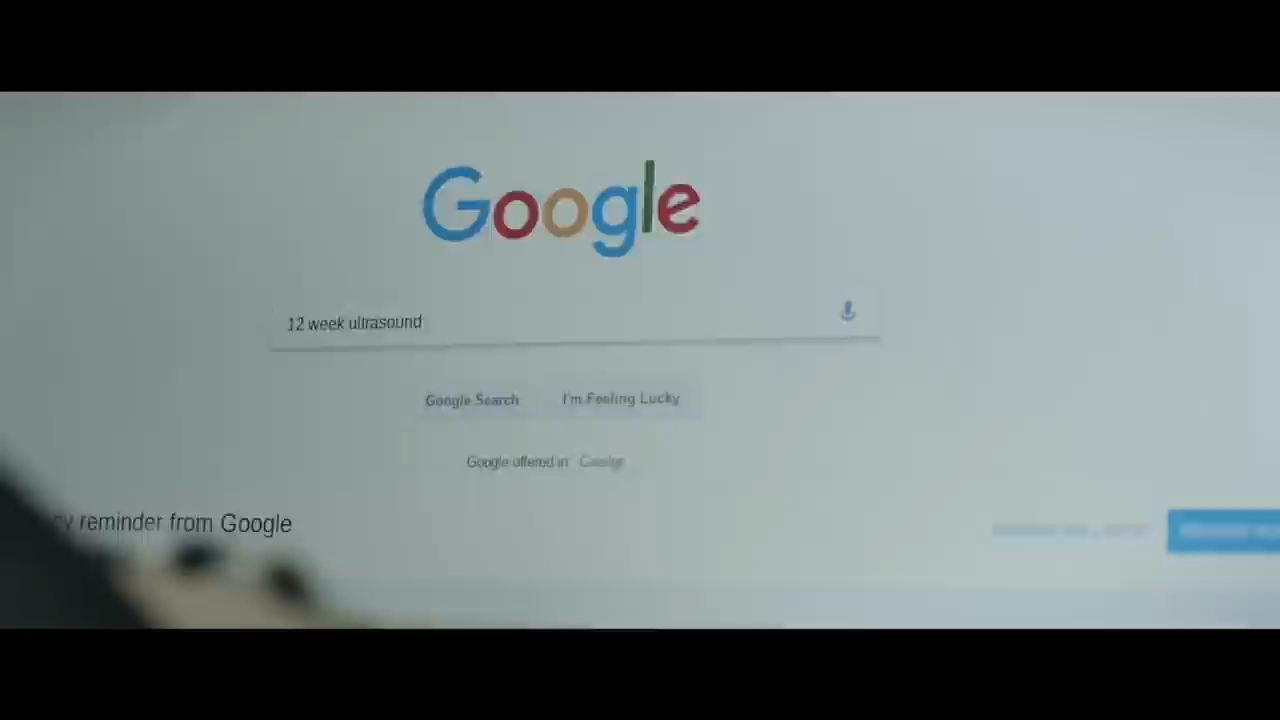 Google
12 week ultrasound
Google Search I'm Feeling Lucky
Google offered in:
reminder from Google